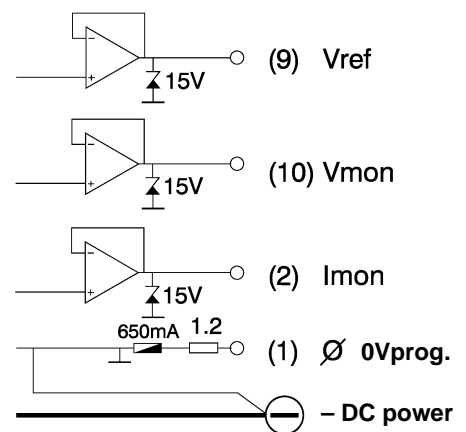 (9) Vref
15V
(10) Vmon
15V
(2) Imon
15V
650mA 1.2
(1) Ø 0Vprog.
– DC power